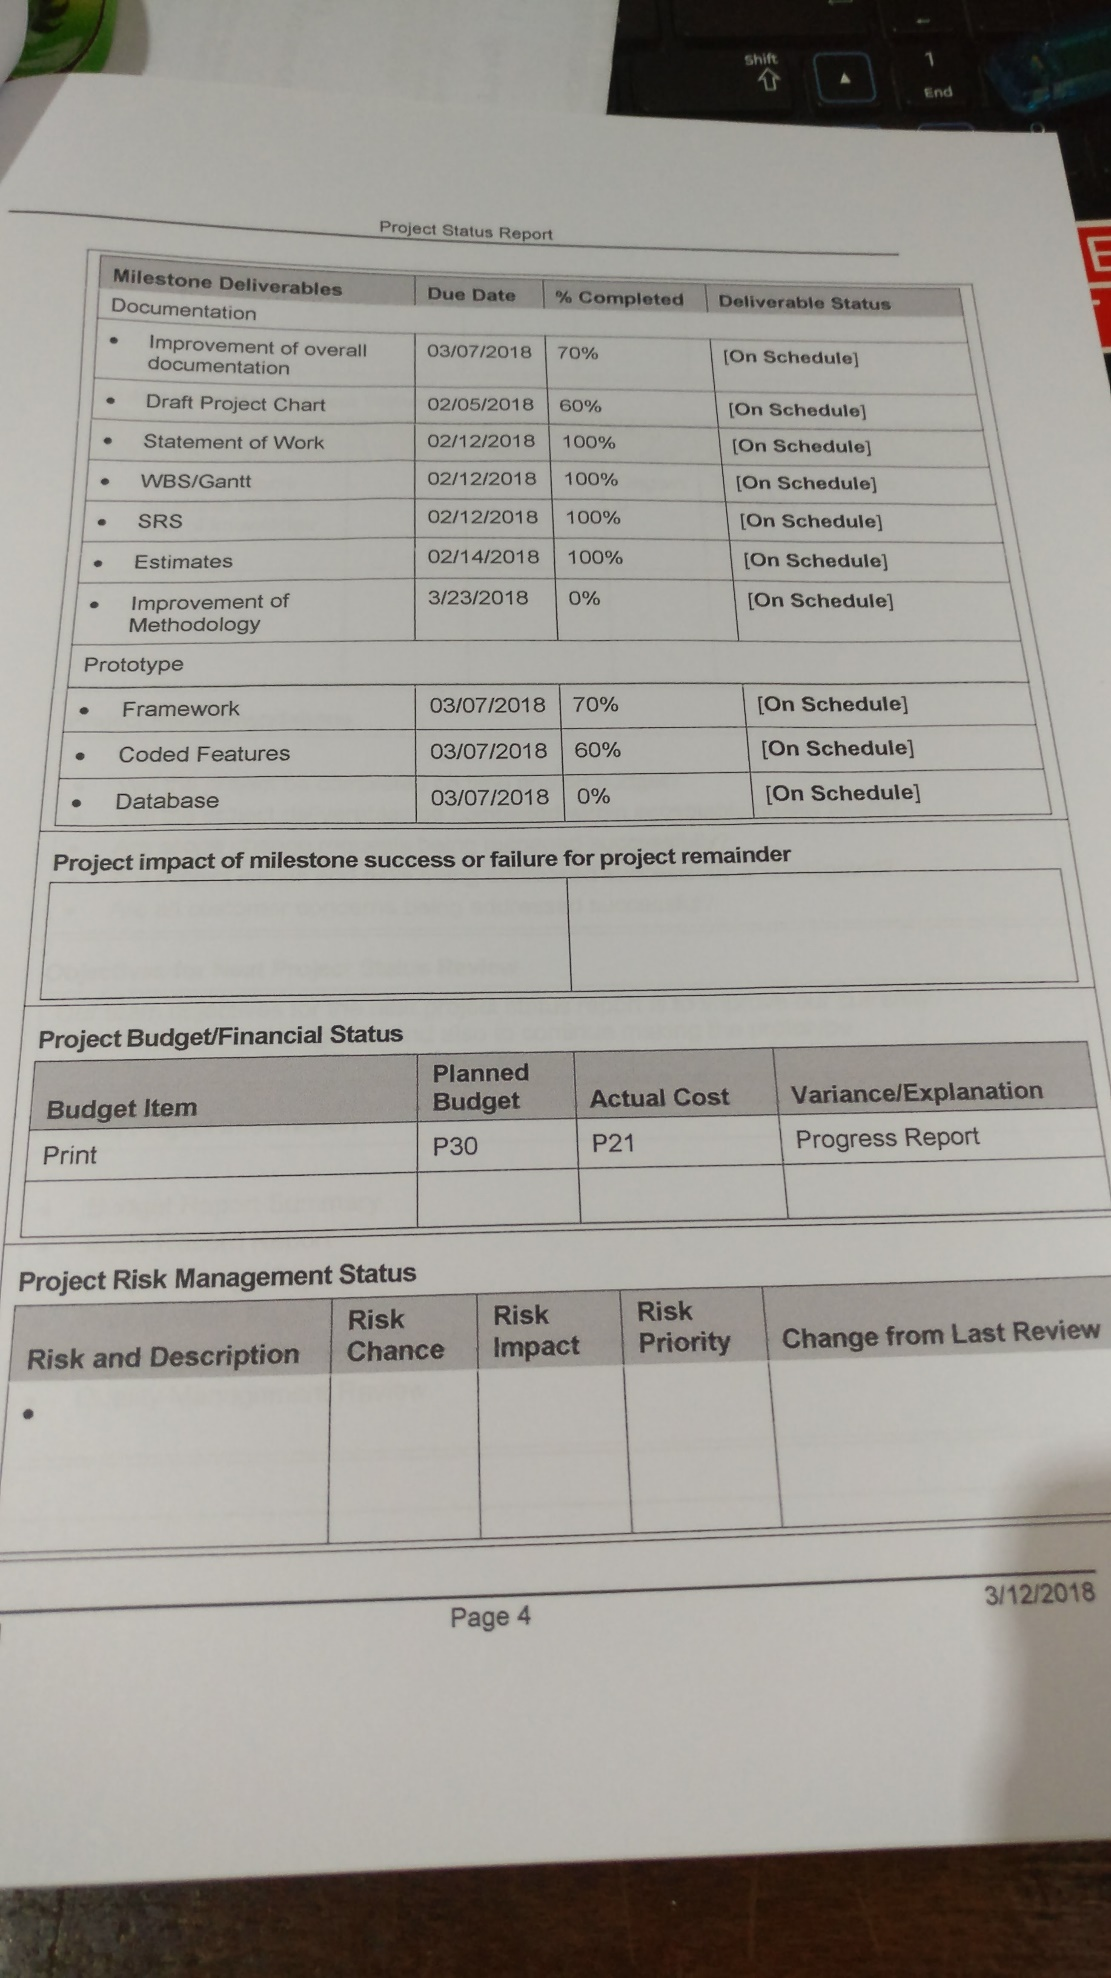 Shift
1
End
Project Status Report
Milestone Deliverables Due Date % Completed Deliverable Status
Documentation
• Improvement of overall documentation 03/07/2018 70% [On Schedule]
• Draft Project Chart 02/05/2018 60% [On Schedule]
• Statement of Work 02/12/2018 100% [On Schedule]
• WBS/Gantt 02/12/2018 100% [On Schedule]
• SRS 02/12/2018 100% [On Schedule]
• Estimates 02/14/2018 100% [On Schedule]
• Improvement of Methodology 3/23/2018 0% [On Schedule]
Prototype
• Framework 03/07/2018 70% [On Schedule]
• Coded Features 03/07/2018 60% [On Schedule]
• Database 03/07/2018 0% [On Schedule]
Project impact of milestone success or failure for project remainder
Project Budget/Financial Status
Budget Item Planned Budget Actual Cost Variance/Explanation
Print P30 P21 Progress Report
Project Risk Management Status
Risk and Description Risk Chance Risk Impact Risk Priority Change from Last Review
•
Page 4
3/12/2018